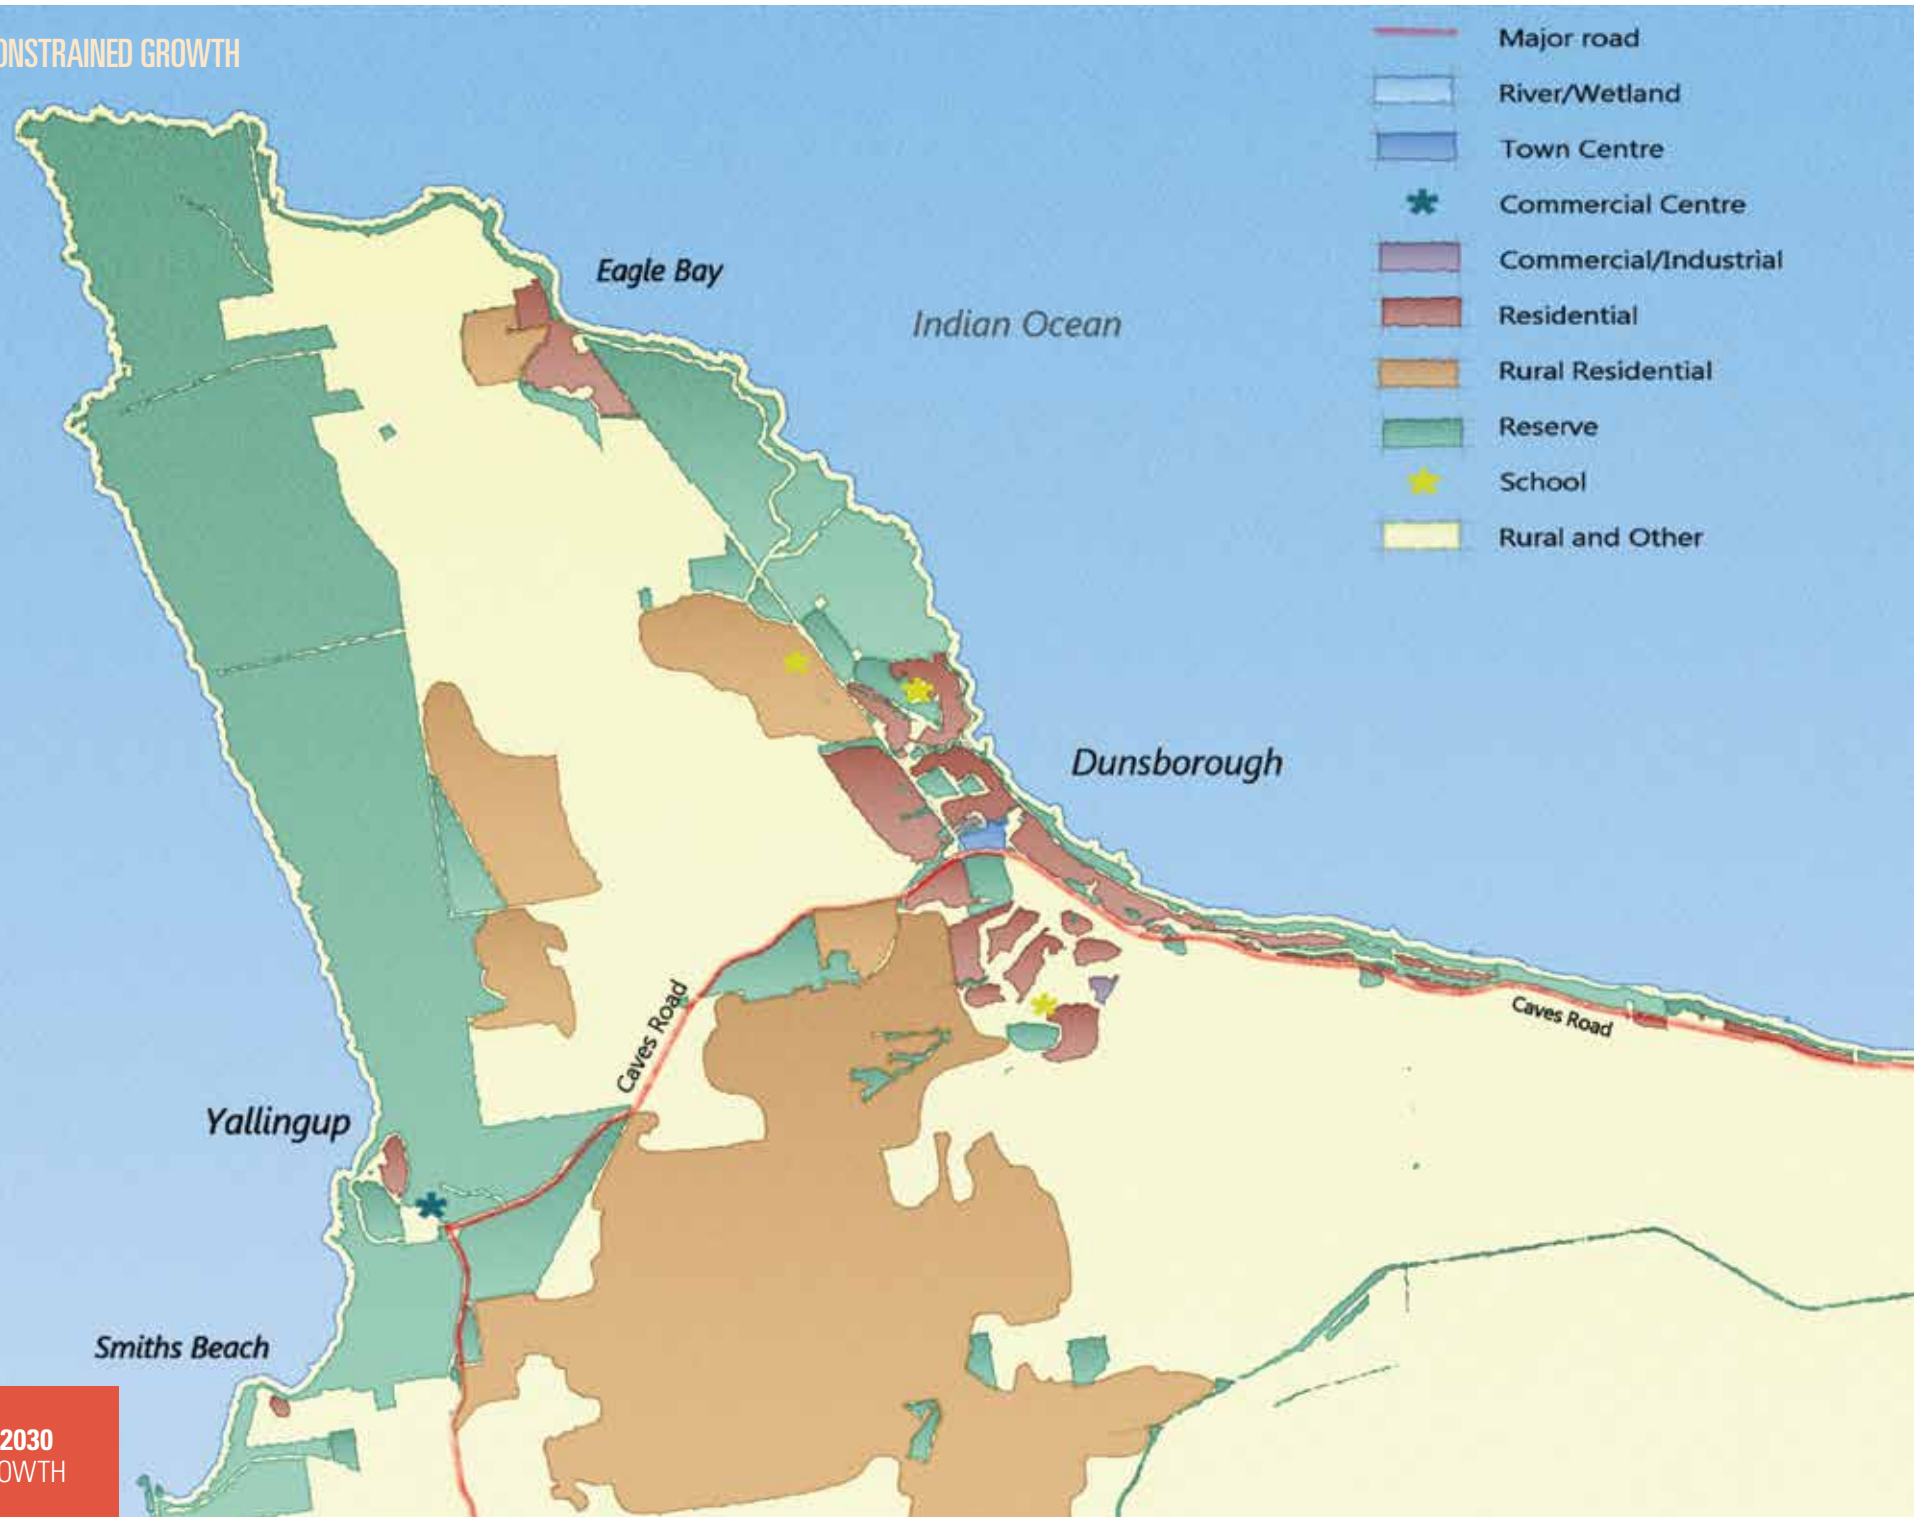 ONSTRAINED GROWTH
Major road
River/Wetland
Town Centre
Commercial Centre
Commercial/Industrial
Residential
Rural Residential
Reserve
School
Rural and Other
Eagle Bay
Indian Ocean
Dunsborough
Caves Road
Caves Road
Yallingup
Smiths Beach
2030
OWTH